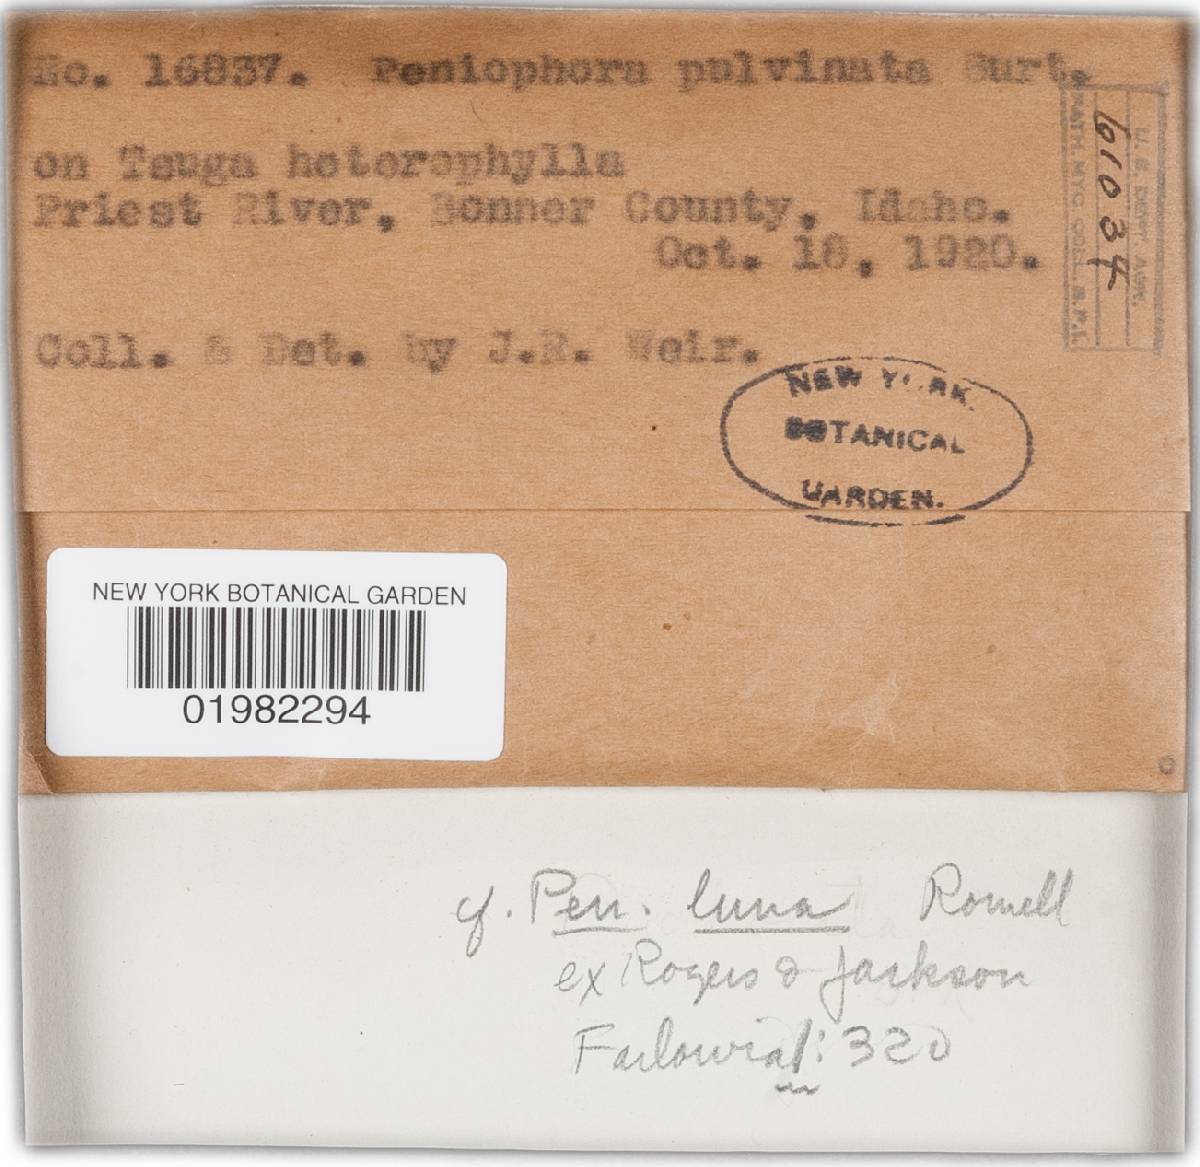 No. 16837. Peniophora pulvinata Burt.
on Tsuga heterophylla
Priest River, Bonner County, Idaho.
Oct. 18, 1920.
Coll. & Det. by J.R. Weir.
U. S. DEPT. AGR.
61034
PATH. MYC. COLL. B.P.I.
NEW YORK
BOTANICAL
GARDEN.
NEW YORK BOTANICAL GARDEN
01982294
cf. Pen. luna Romell
ex Rogers & Jackson
Farlowia 1: 320